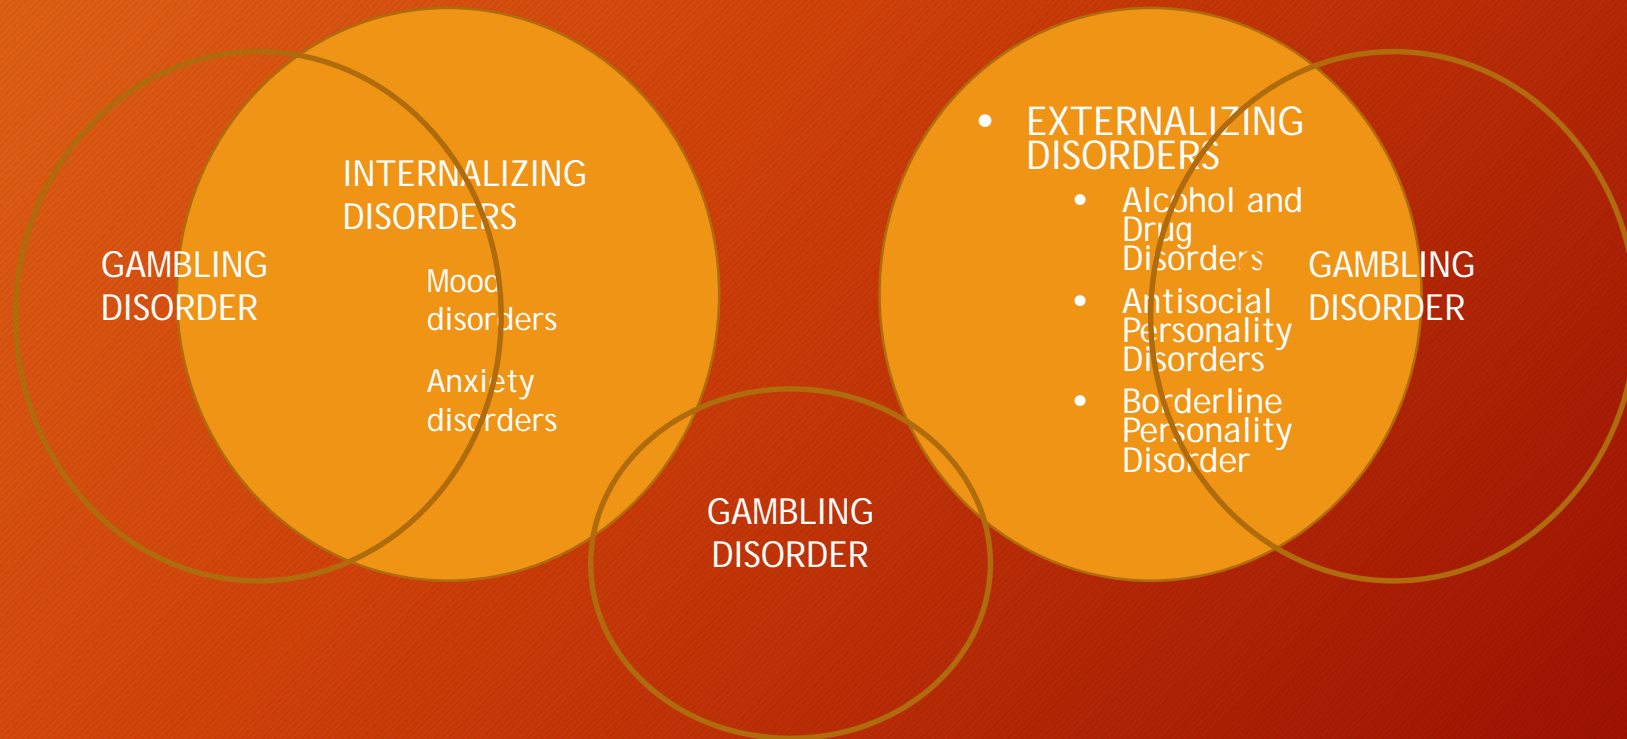 GAMBLING
DISORDER
INTERNALIZING
DISORDERS
Mood
disorders
Anxiety
disorders
GAMBLING
DISORDER
• EXTERNALIZING
DISORDERS
• Alcohol and
Drug
Disorders
• Antisocial
Personality
Disorders
• Borderline
Personality
Disorder
GAMBLING
DISORDER